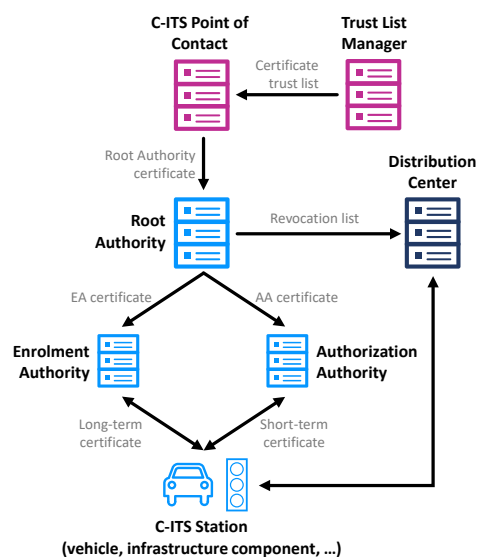 C-ITS Point of
Contact
Trust List
Manager
Certificate
trust list
Root Authority
certificate
Distribution
Center
Root
Authority
Revocation list
EA certificate
AA certificate
Enrolment
Authority
Authorization
Authority
Long-term
certificate
Short-term
certificate
C-ITS Station
(vehicle, infrastructure component, ...)